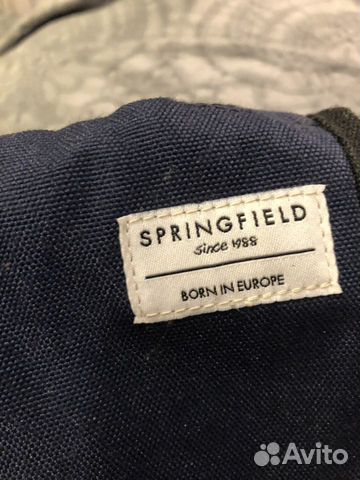 SPRINGFIELD
since 1988
BORN IN EUROPE
Avito